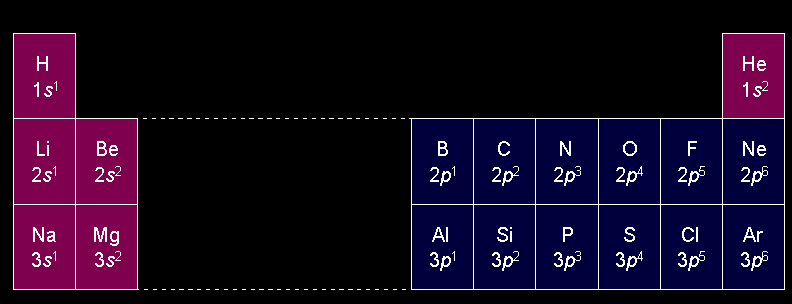 H He
1s¹ 1s²
Li Be B C N O F Ne
2s¹ 2s² 2p¹ 2p² 2p³ 2p⁴ 2p⁵ 2p⁶
Na Mg Al Si P S Cl Ar
3s¹ 3s² 3p¹ 3p² 3p³ 3p⁴ 3p⁵ 3p⁶